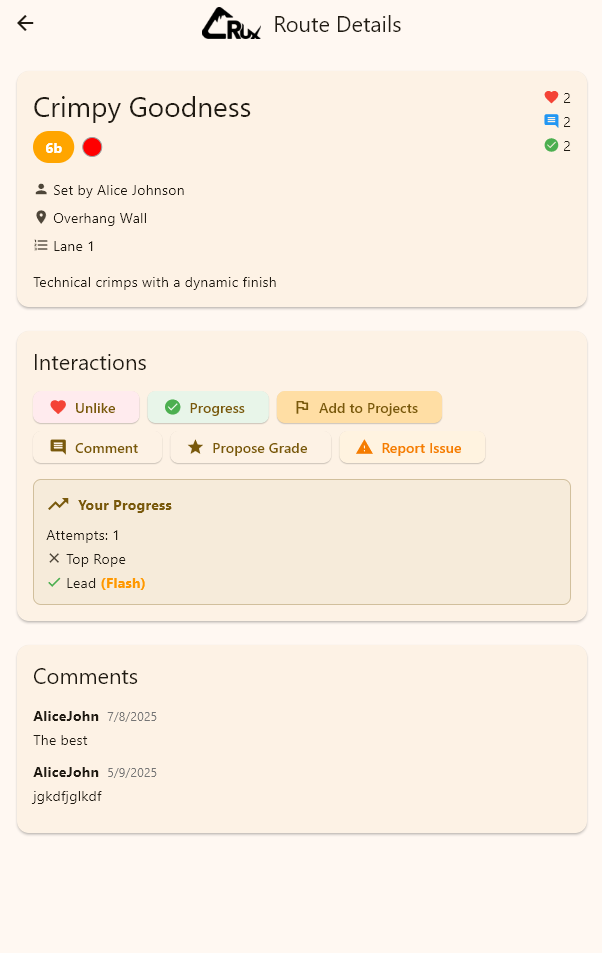 CRUX Route Details
Crimpy Goodness
2
6b
2
2
Set by Alice Johnson
Overhang Wall
Lane 1
Technical crimps with a dynamic finish
Interactions
Unlike Progress Add to Projects
Comment Propose Grade Report Issue
Your Progress
Attempts: 1
Top Rope
Lead (Flash)
Comments
AliceJohn 7/8/2025
The best
AliceJohn 5/9/2025
jgkdfjglkdf